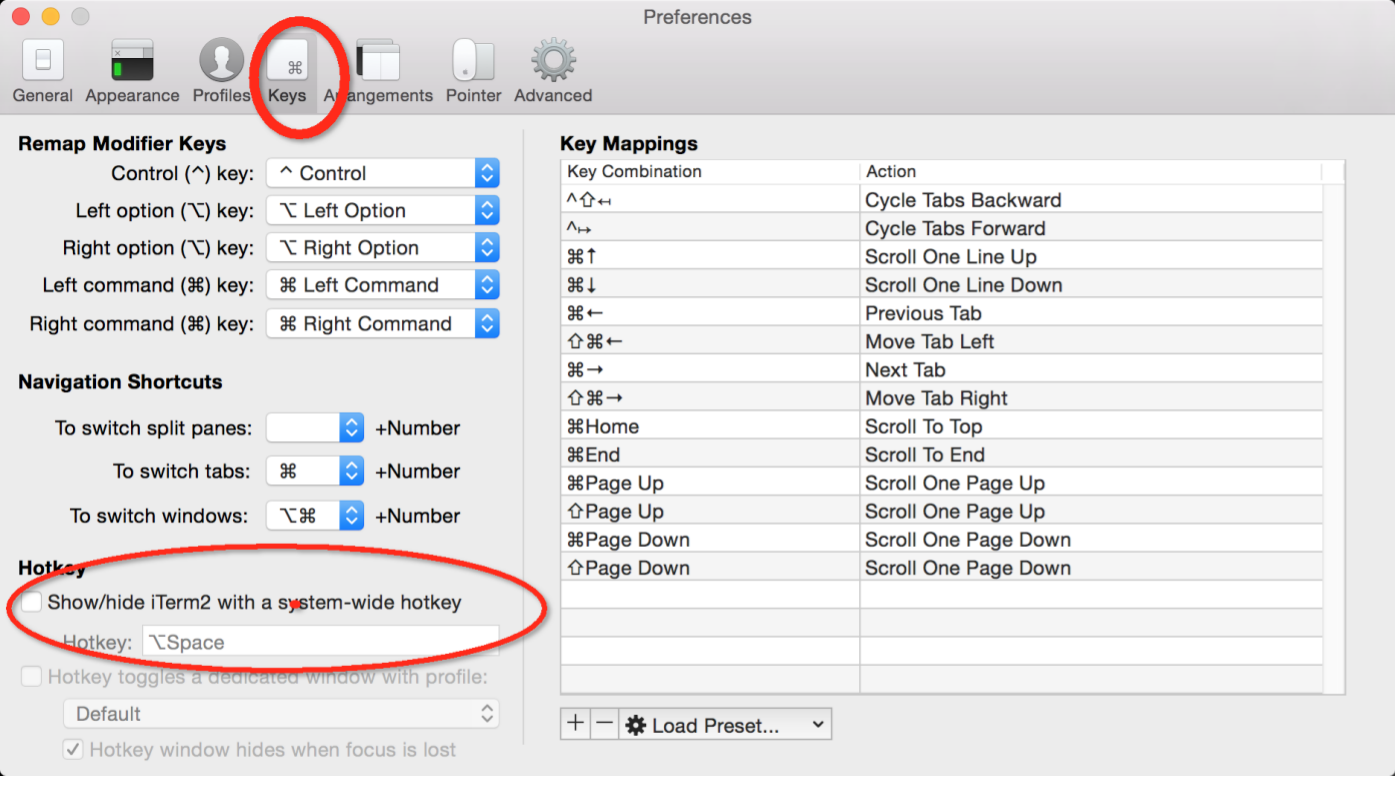 Preferences
General Appearance Profiles Keys Arrangements Pointer Advanced
Remap Modifier Keys
Control (^) key: ^ Control
Left option (⌥) key: ⌥ Left Option
Right option (⌥) key: ⌥ Right Option
Left command (⌘) key: ⌘ Left Command
Right command (⌘) key: ⌘ Right Command
Navigation Shortcuts
To switch split panes: +Number
To switch tabs: ⌘ +Number
To switch windows: ⌥⌘ +Number
Hotkey
Show/hide iTerm2 with a system-wide hotkey
Hotkey: ⌥Space
Hotkey toggles a dedicated window with profile:
Default
Hotkey window hides when focus is lost
Key Mappings
Key Combination Action
^⇧↤ Cycle Tabs Backward
^↦ Cycle Tabs Forward
⌘↑ Scroll One Line Up
⌘↓ Scroll One Line Down
⌘← Previous Tab
⇧⌘← Move Tab Left
⌘→ Next Tab
⇧⌘→ Move Tab Right
⌘Home Scroll To Top
⌘End Scroll To End
⌘Page Up Scroll One Page Up
⇧Page Up Scroll One Page Up
⌘Page Down Scroll One Page Down
⇧Page Down Scroll One Page Down
+ − Load Preset...